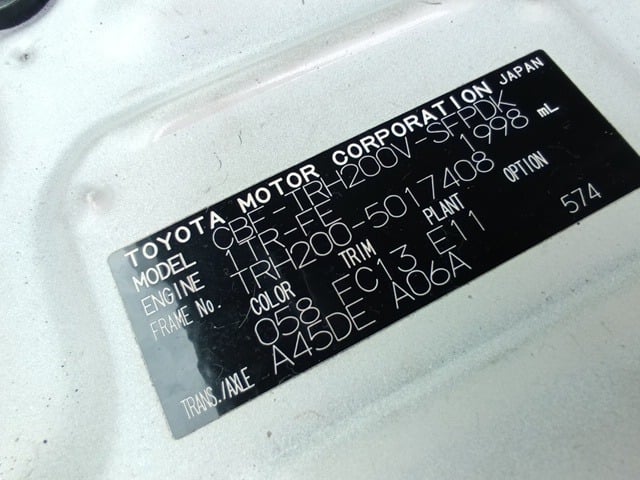 TOYOTA MOTOR CORPORATION JAPAN
MODEL CBF-TRH200V-SFPDK
ENGINE 1TR-FE 1998 mL
FRAME No. TRH200-5017408
COLOR TRIM PLANT OPTION
058 FC13 E11 574
TRANS./AXLE A45DE A06A